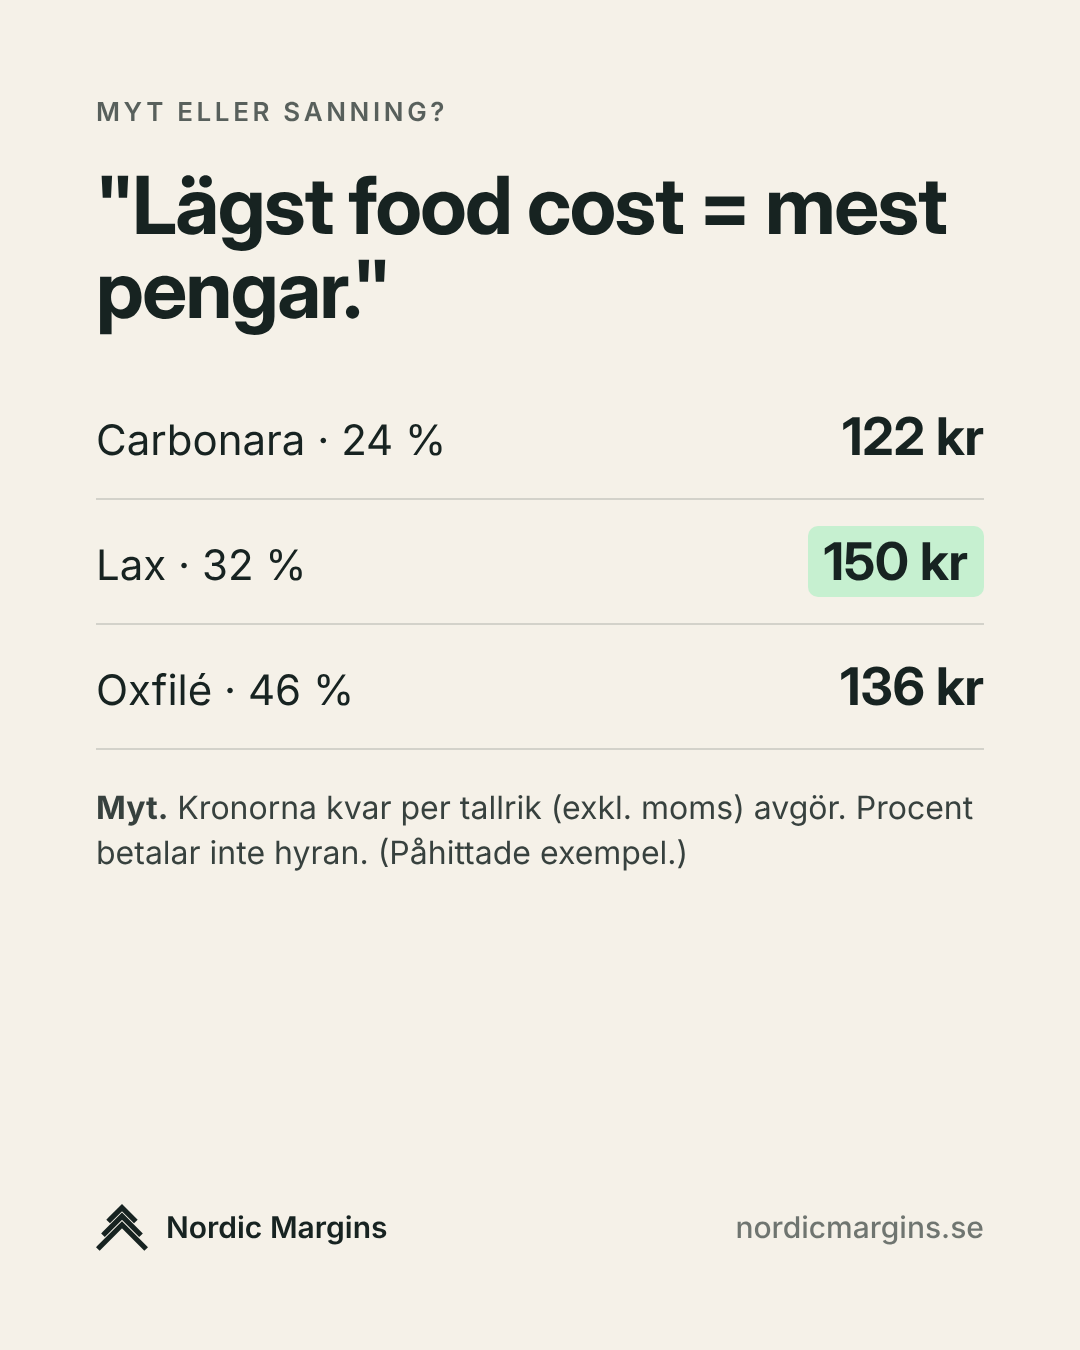 MYT ELLER SANNING?
"Lägst food cost = mest
pengar."
Carbonara · 24 % 122 kr
Lax · 32 % 150 kr
Oxfilé · 46 % 136 kr
Myt. Kronorna kvar per tallrik (exkl. moms) avgör. Procent
betalar inte hyran. (Påhittade exempel.)
Nordic Margins nordicmargins.se